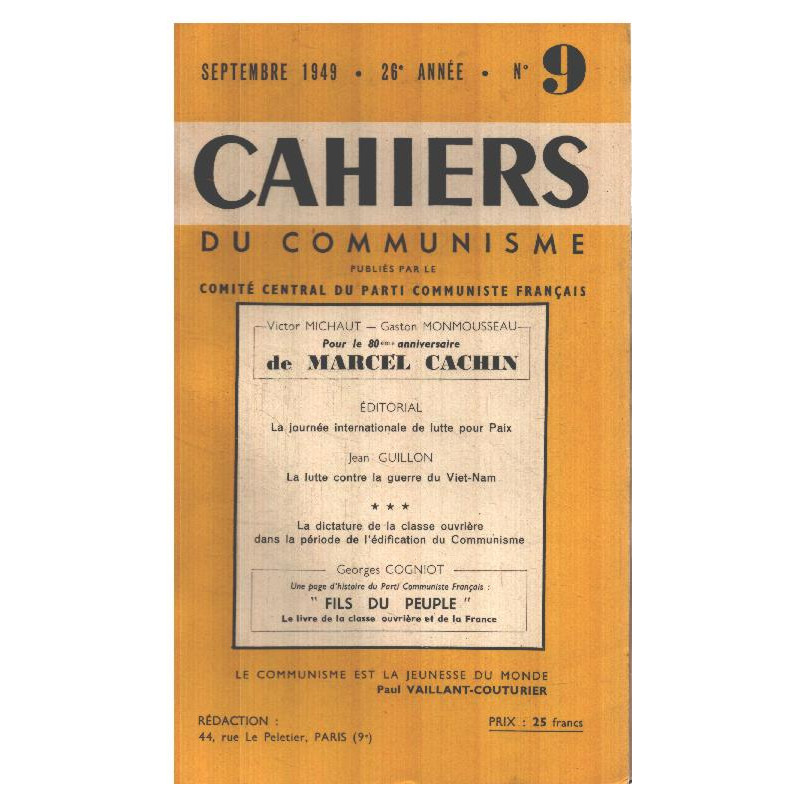 SEPTEMBRE 1949 • 26e ANNÉE • N° 9
CAHIERS
DU COMMUNISME
PUBLIÉS PAR LE
COMITÉ CENTRAL DU PARTI COMMUNISTE FRANÇAIS
Victor MICHAUT — Gaston MONMOUSSEAU
Pour le 80ème anniversaire
de MARCEL CACHIN
ÉDITORIAL
La journée internationale de lutte pour Paix
Jean GUILLON
La lutte contre la guerre du Viet-Nam
★ ★ ★
La dictature de la classe ouvrière
dans la période de l'édification du Communisme
Georges COGNIOT
Une page d'histoire du Parti Communiste Français :
" FILS DU PEUPLE "
Le livre de la classe ouvrière et de la France
LE COMMUNISME EST LA JEUNESSE DU MONDE
Paul VAILLANT-COUTURIER
RÉDACTION :
44, rue Le Peletier, PARIS (9e)
PRIX : 25 francs